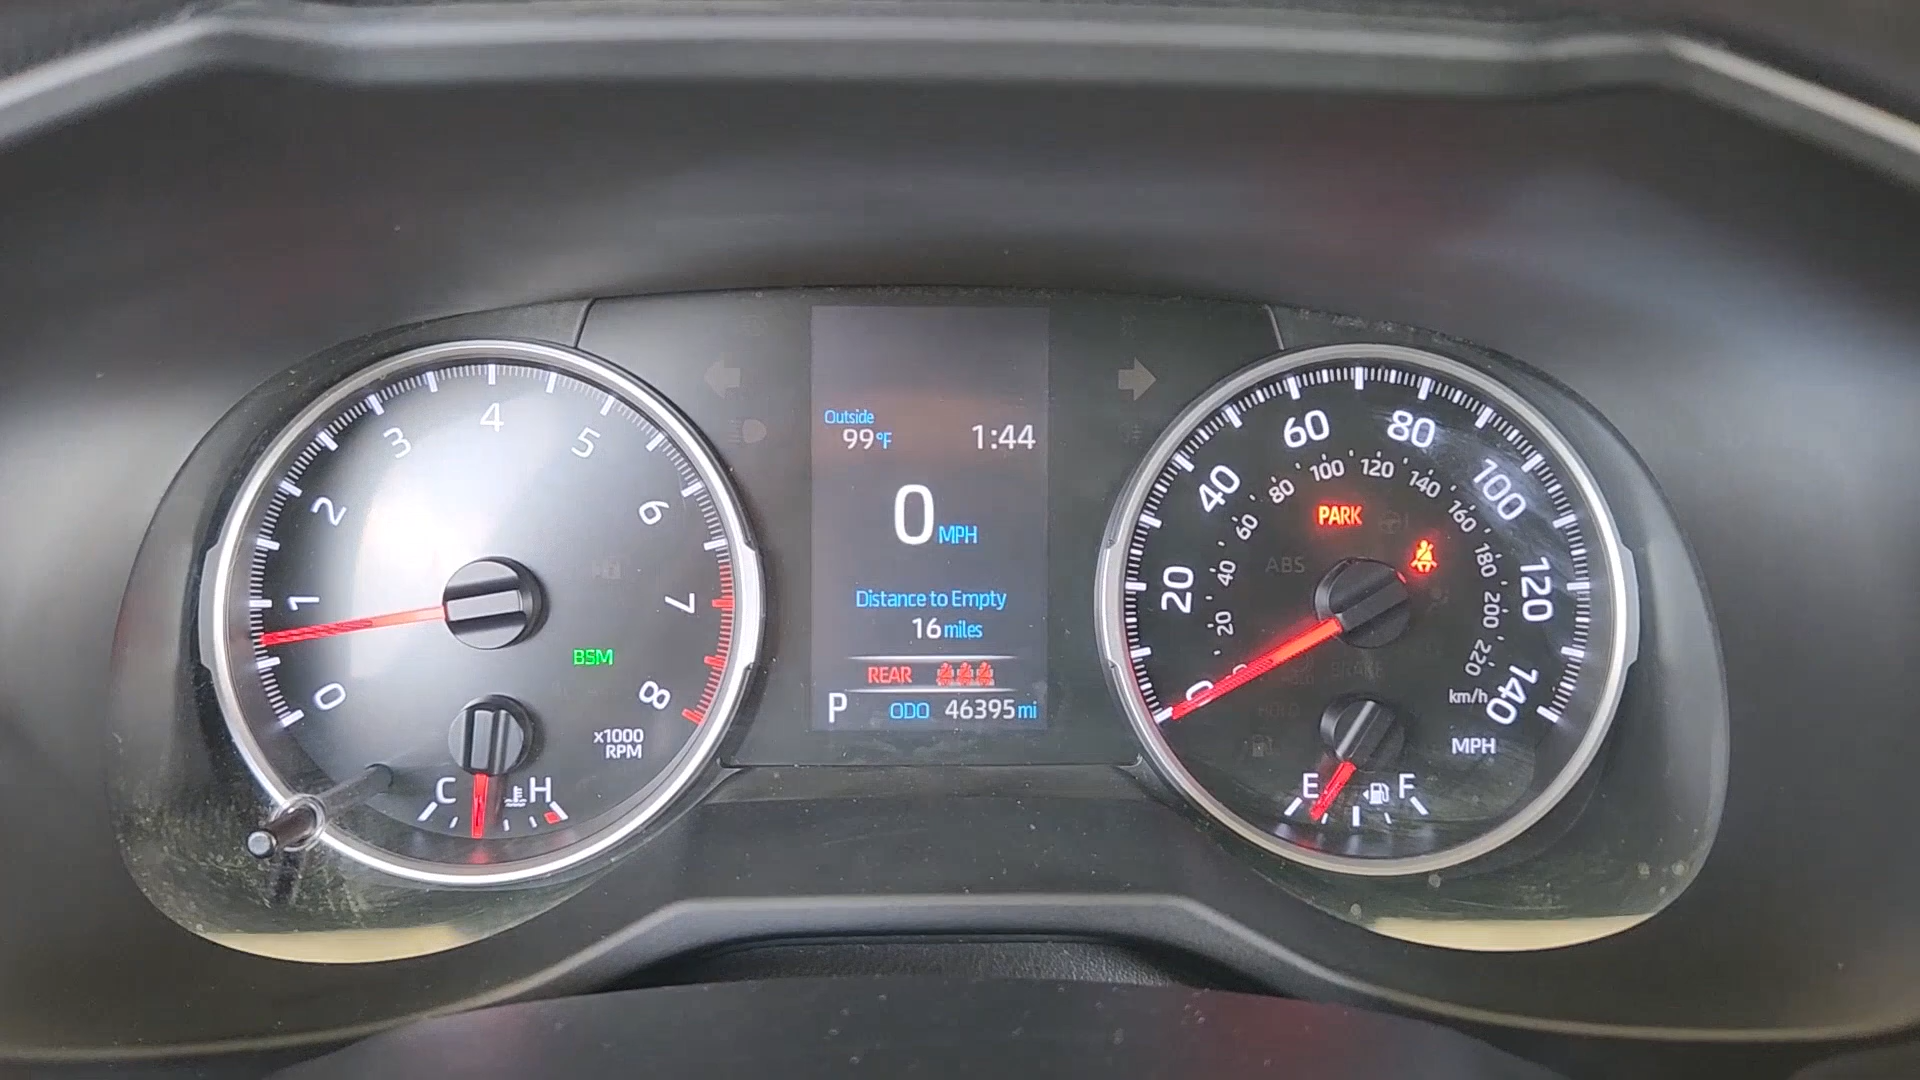 Outside
99°F 1:44
0 MPH
Distance to Empty
16 miles
REAR
P ODO 46395 mi
0 1 2 3 4 5 6 7 8
BSM
x1000
RPM
C H
0 20 40 60 80 100 120 140
20 40 60 80 100 120 140 160 180 200 220
PARK
ABS
BRAKE
HOLD
km/h
MPH
E F